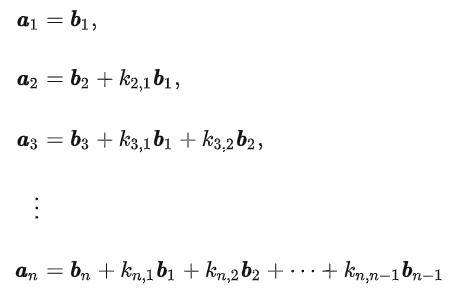 a₁ = b₁,
a₂ = b₂ + k₂,₁b₁,
a₃ = b₃ + k₃,₁b₁ + k₃,₂b₂,
⋮
aₙ = bₙ + kₙ,₁b₁ + kₙ,₂b₂ + ⋯ + kₙ,ₙ₋₁bₙ₋₁